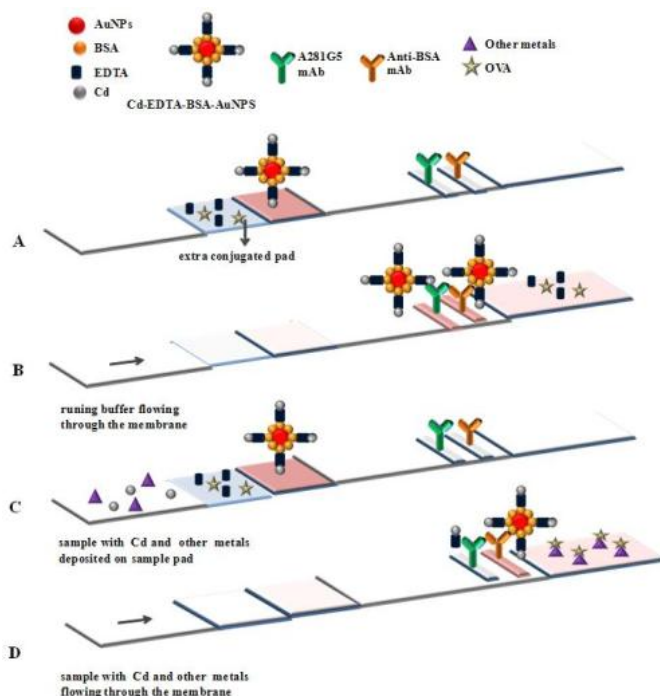 AuNPs
BSA
EDTA
Cd
Cd-EDTA-BSA-AuNPS
A281G5
mAb
Anti-BSA
mAb
Other metals
OVA
A
extra conjugated pad
B
runing buffer flowing
through the membrane
C
sample with Cd and other metals
deposited on sample pad
D
sample with Cd and other metals
flowing through the membrane